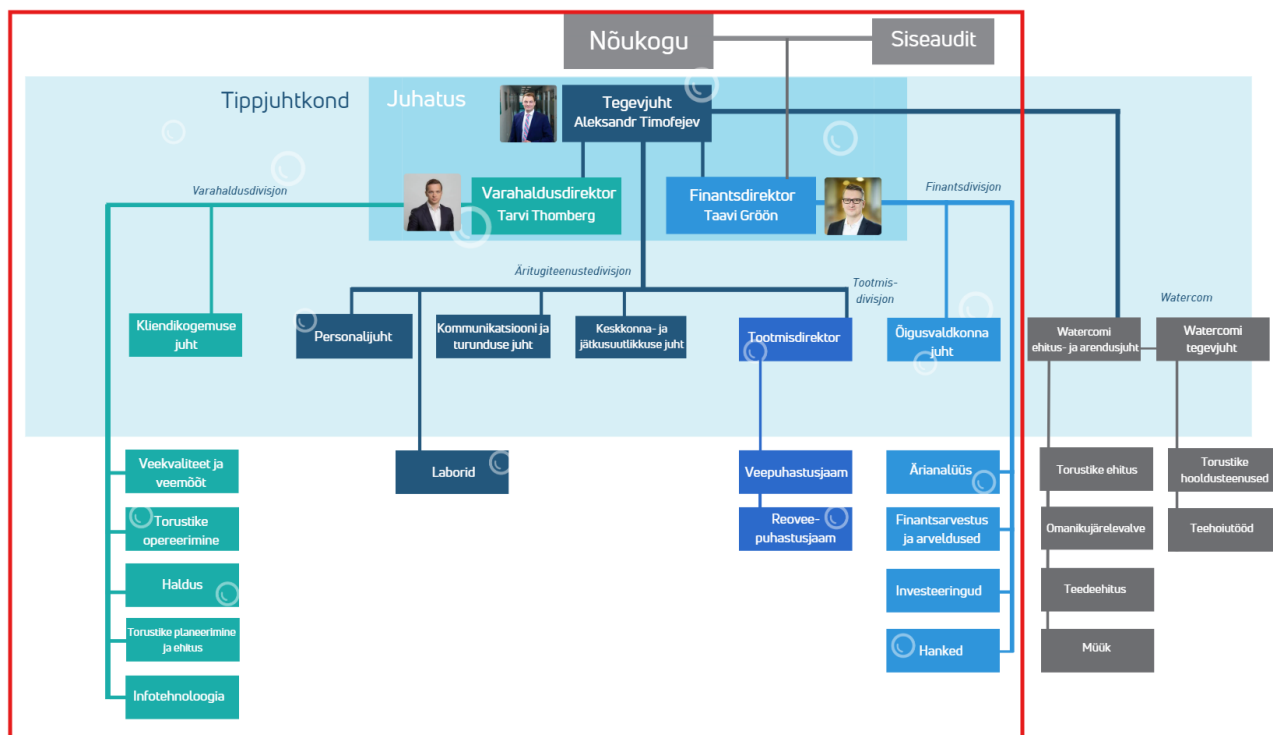 Nõukogu
Siseaudit
Tippjuhtkond
Juhatus
Tegevjuht
Aleksandr Timofejev
Varahaldusdivisjon
Varahaldusdirektor
Tarvi Thomberg
Finantsdirektor
Taavi Gröön
Finantsdivisjon
Äritugiteenustedivisjon
Tootmis-
divisjon
Watercom
Kliendikogemuse
juht
Personalijuht
Kommunikatsiooni ja
turunduse juht
Keskkonna- ja
jätkusuutlikkuse juht
Tootmisdirektor
Õigusvaldkonna
juht
Watercomi
ehitus- ja arendusjuht
Watercomi
tegevjuht
Veekvaliteet ja
veemõõt
Laborid
Veepuhastusjaam
Ärianalüüs
Torustike ehitus
Torustike
hooldusteenused
Torustike
opereerimine
Reovee-
puhastusjaam
Finantsarvestus
ja arveldused
Omanikujärelevalve
Teehoiutööd
Haldus
Investeeringud
Teedeehitus
Torustike planeerimine
ja ehitus
Hanked
Müük
Infotehnoloogia